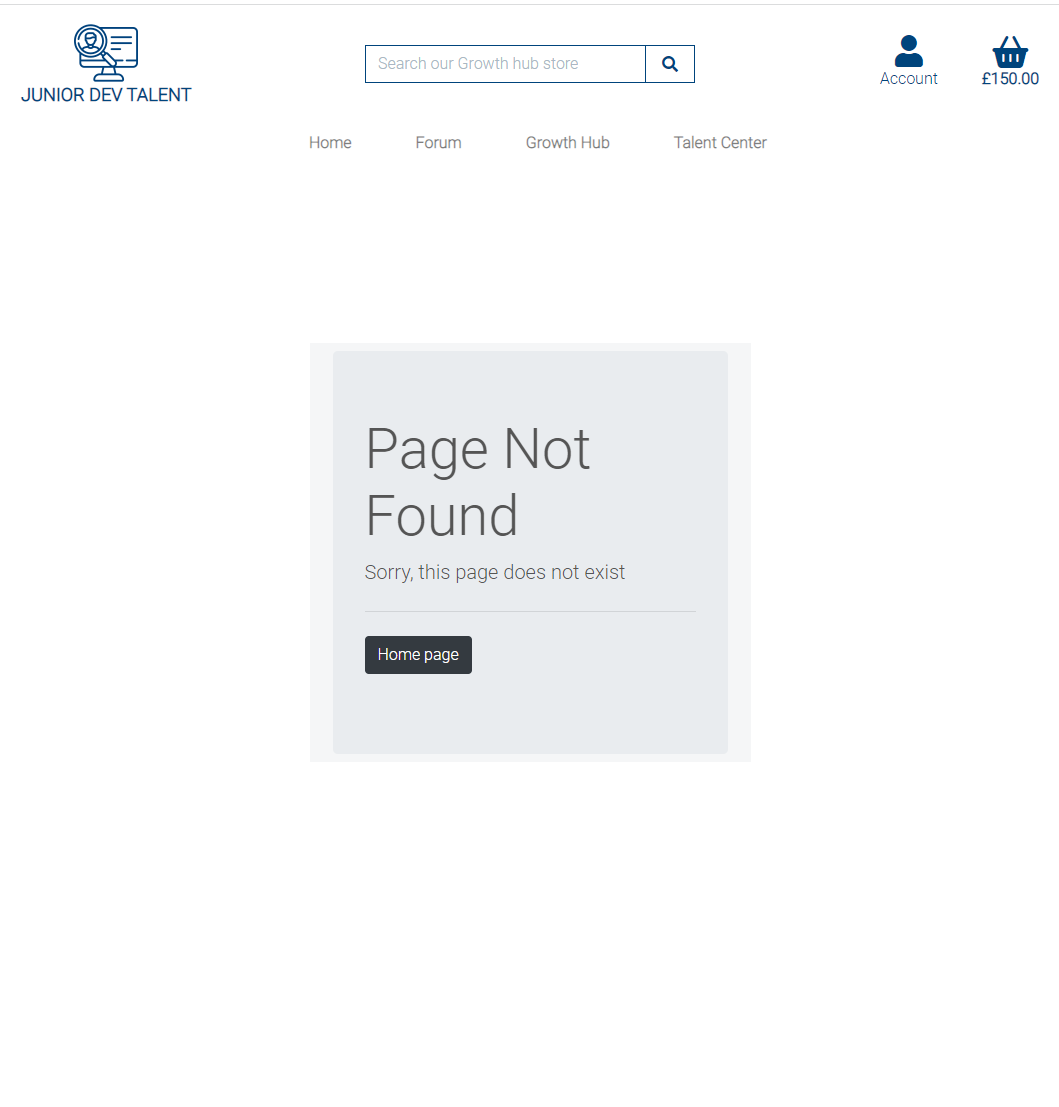 JUNIOR DEV TALENT
Search our Growth hub store
Account
£150.00
Home Forum Growth Hub Talent Center
Page Not
Found
Sorry, this page does not exist
Home page